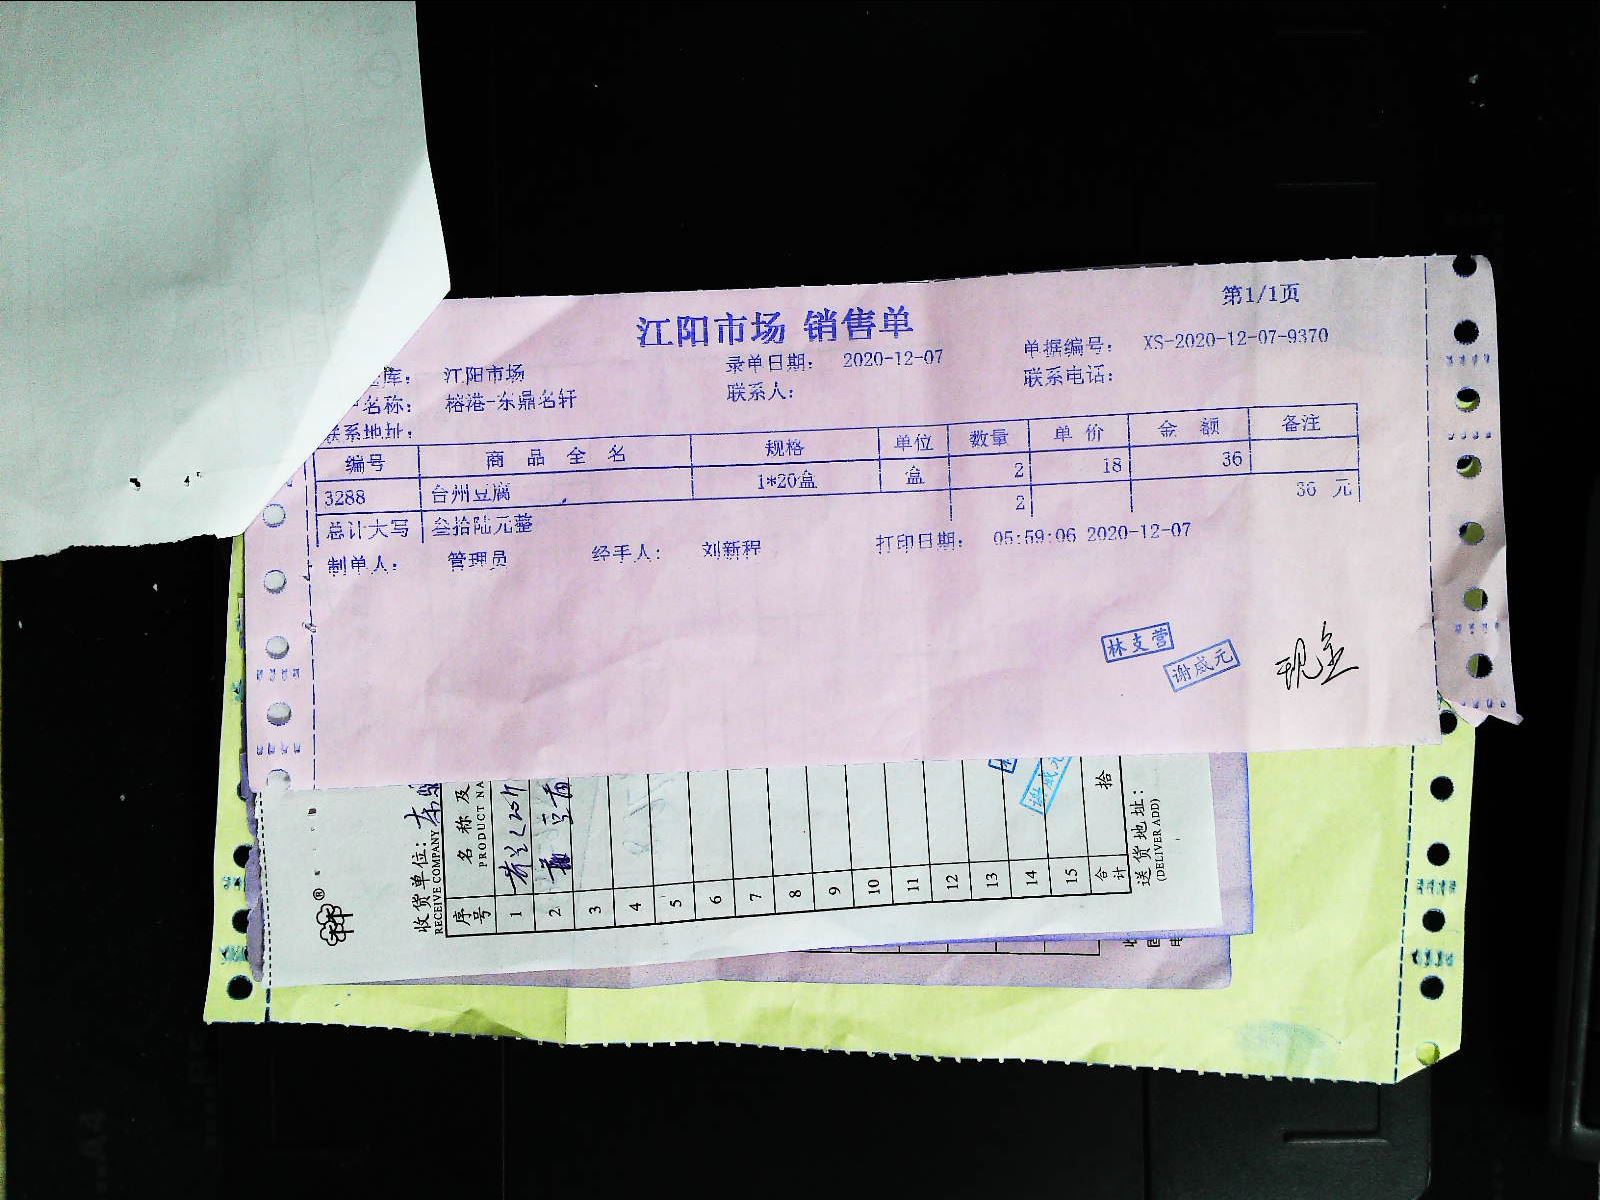 第1/1页
江阳市场 销售单
库： 江阳市场 录单日期： 2020-12-07 单据编号： XS-2020-12-07-9370
名称： 榕港-东鼎名轩 联系人： 联系电话：
联系地址：
编号 商 品 全 名 规格 单位 数量 单 价 金 额 备注
3288 台州豆腐 1*20盒 盒 2 18 36
总计大写 叁拾陆元整 2 36 元
制单人： 管理员 经手人： 刘新程 打印日期： 05:59:06 2020-12-07
林支营
谢成元
现金
收货单位：
RECEIVE COMPANY
序号 名 称 及
PRODUCT NA
1
2
3
4
5
6
7
8
9
10
11
12
13
14
15
合计 拾
送货地址：
(DELIVER ADD)